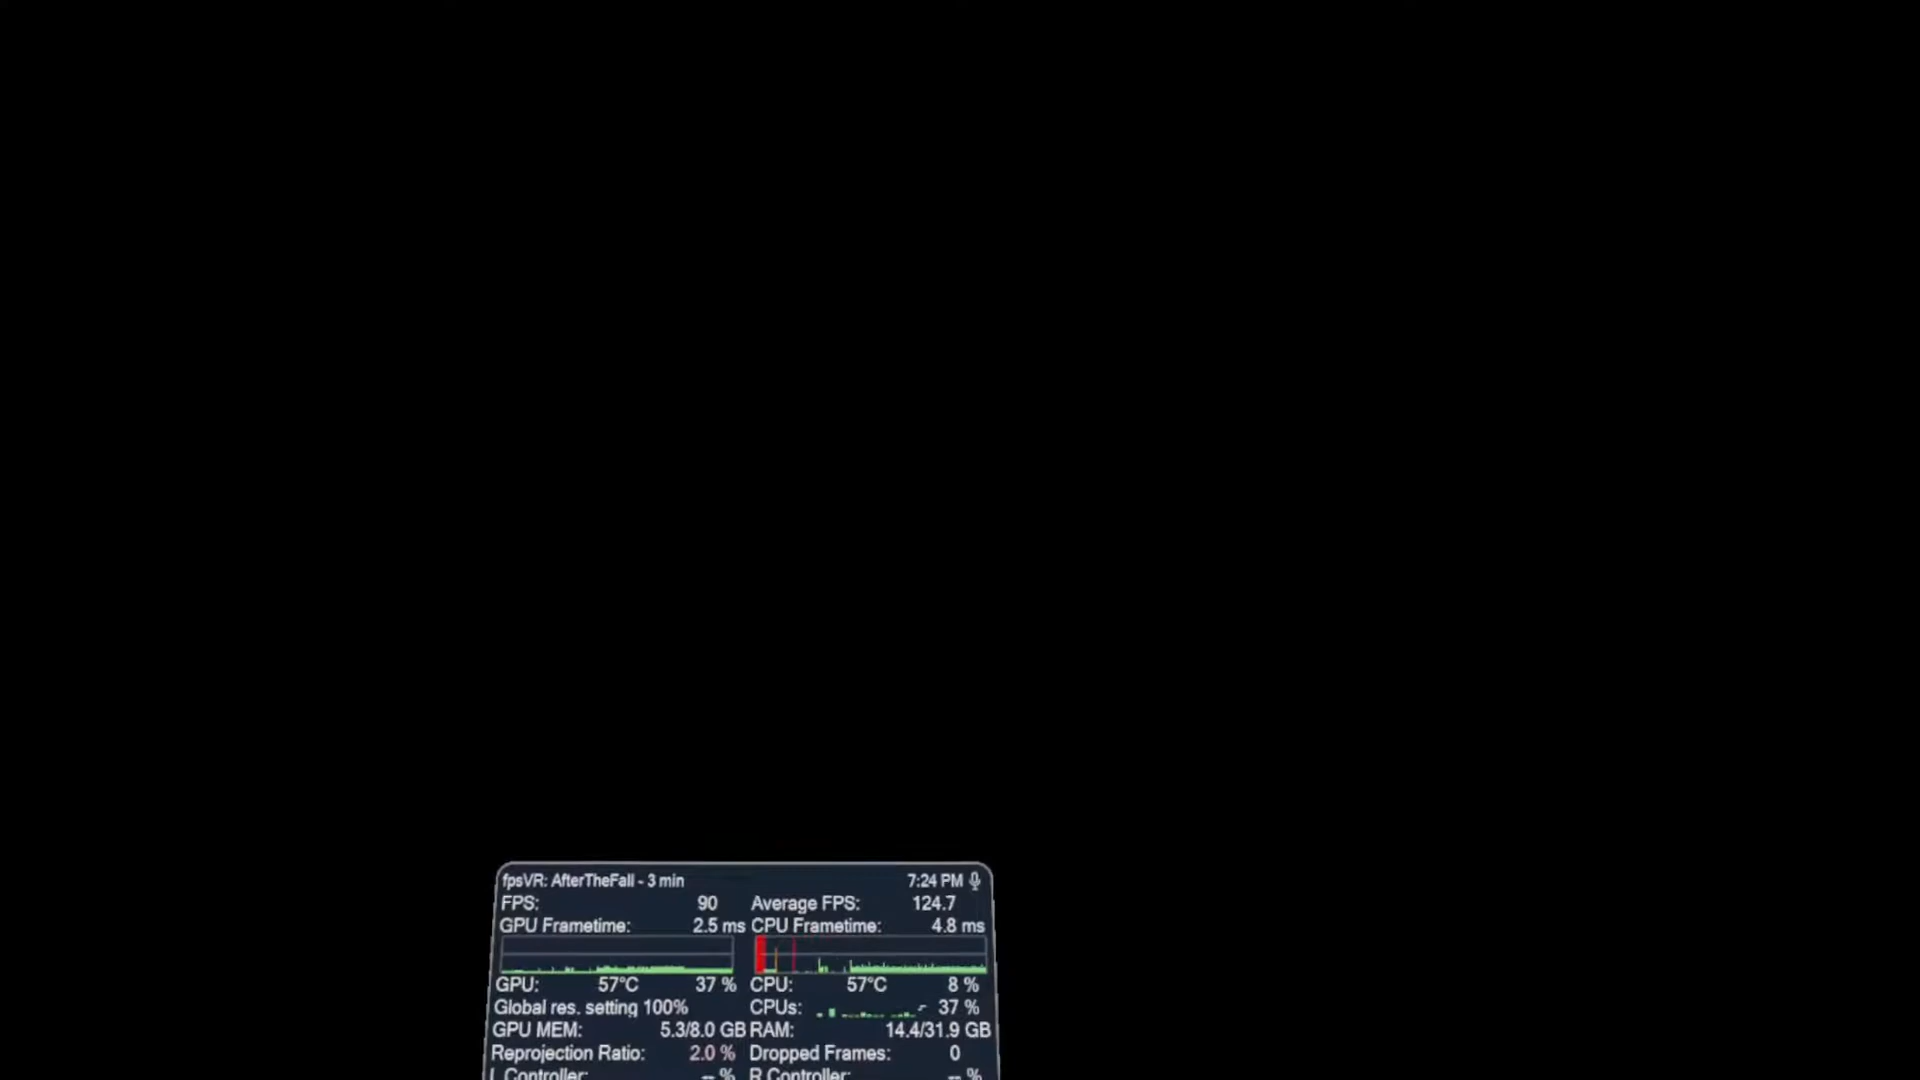 fpsVR: AfterTheFall - 3 min 7:24 PM
FPS: 90 Average FPS: 124.7
GPU Frametime: 2.5 ms CPU Frametime: 4.8 ms
GPU: 57°C 37 % CPU: 57°C 8 %
Global res. setting 100% CPUs: 37 %
GPU MEM: 5.3/8.0 GB RAM: 14.4/31.9 GB
Reprojection Ratio: 2.0 % Dropped Frames: 0
L Controller: -- % R Controller: -- %